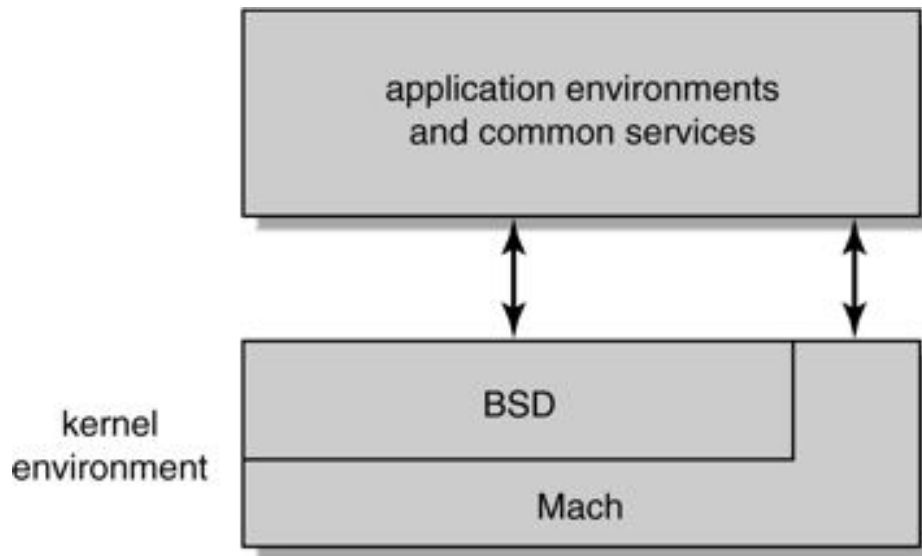 application environments
and common services
BSD
kernel
environment
Mach